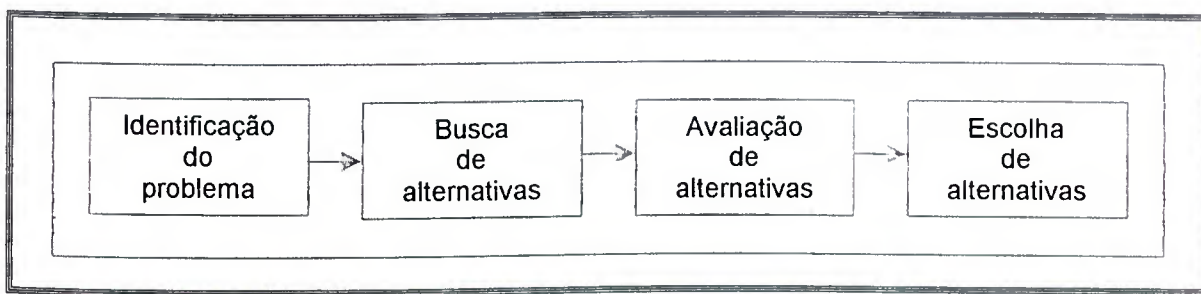 Identificação
do
problema
Busca
de
alternativas
Avaliação
de
alternativas
Escolha
de
alternativas